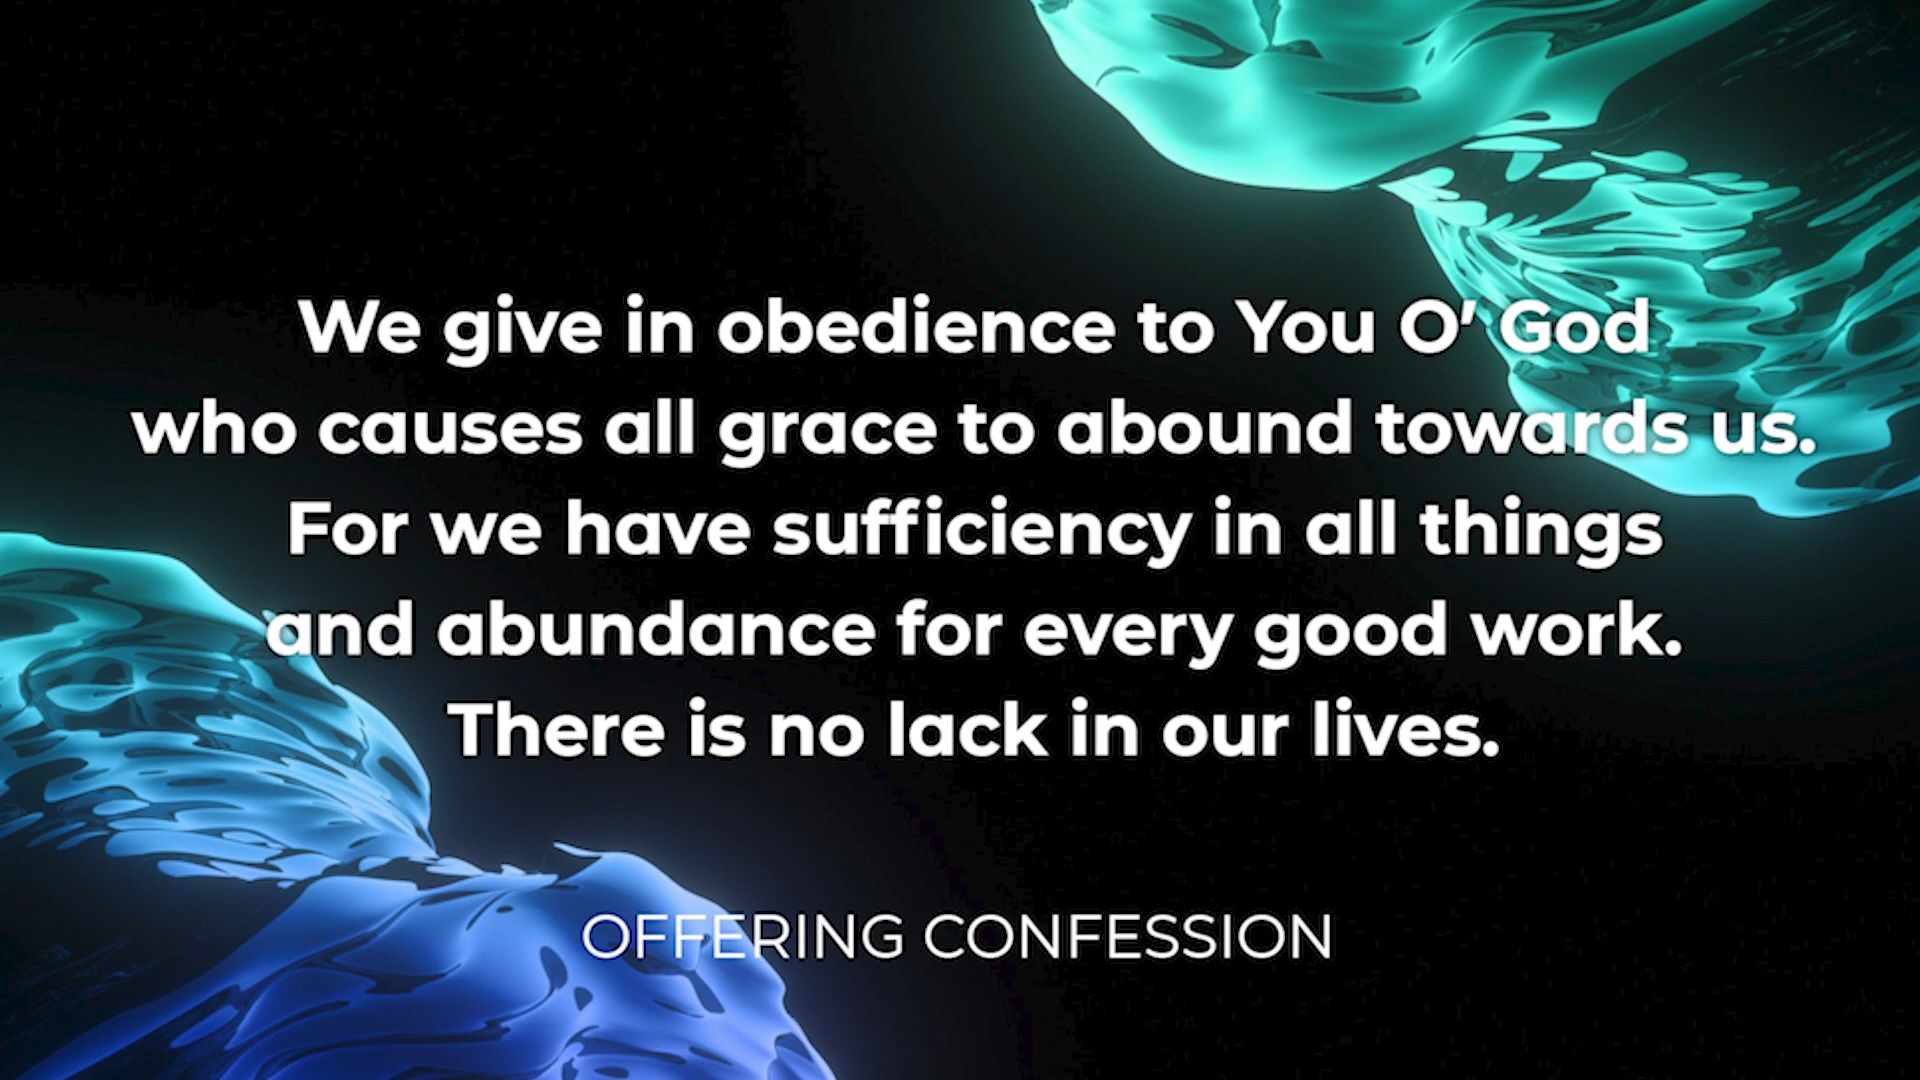 We give in obedience to You O' God
who causes all grace to abound towards us.
For we have sufficiency in all things
and abundance for every good work.
There is no lack in our lives.
OFFERING CONFESSION